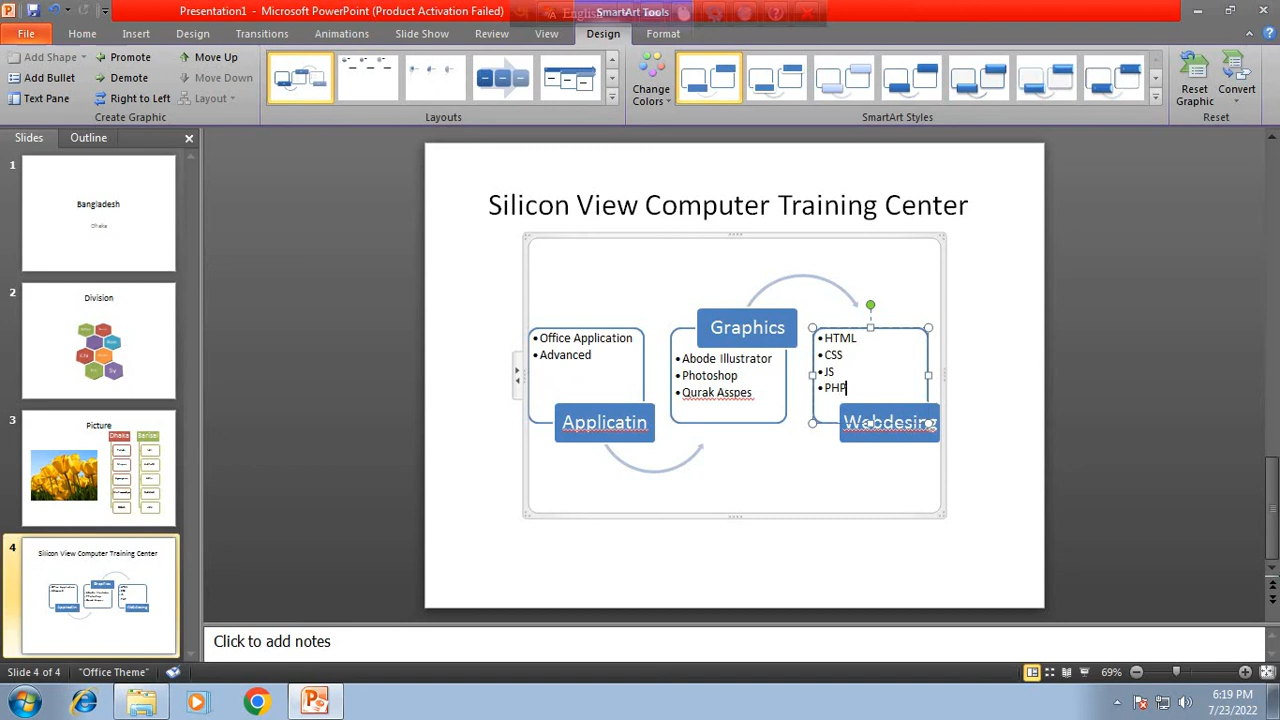 Presentation1 - Microsoft PowerPoint (Product Activation Failed)
English
SmartArt Tools
File
Home
Insert
Design
Transitions
Animations
Slide Show
Review
View
Design
Format
Add Shape
Add Bullet
Text Pane
Promote
Demote
Right to Left
Move Up
Move Down
Layout
Create Graphic
Layouts
Change
Colors
SmartArt Styles
Reset
Graphic
Convert
Reset
Slides
Outline
1
Bangladesh
Dhaka
2
Division
3
Picture
Dhaka
Barisal
4
Silicon View Computer Training Center
Silicon View Computer Training Center
Office Application
Advanced
Applicatin
Graphics
Abode Illustrator
Photoshop
Qurak Asspes
HTML
CSS
JS
PHP
Webdesing
Click to add notes
Slide 4 of 4
"Office Theme"
69%
6:19 PM
7/23/2022